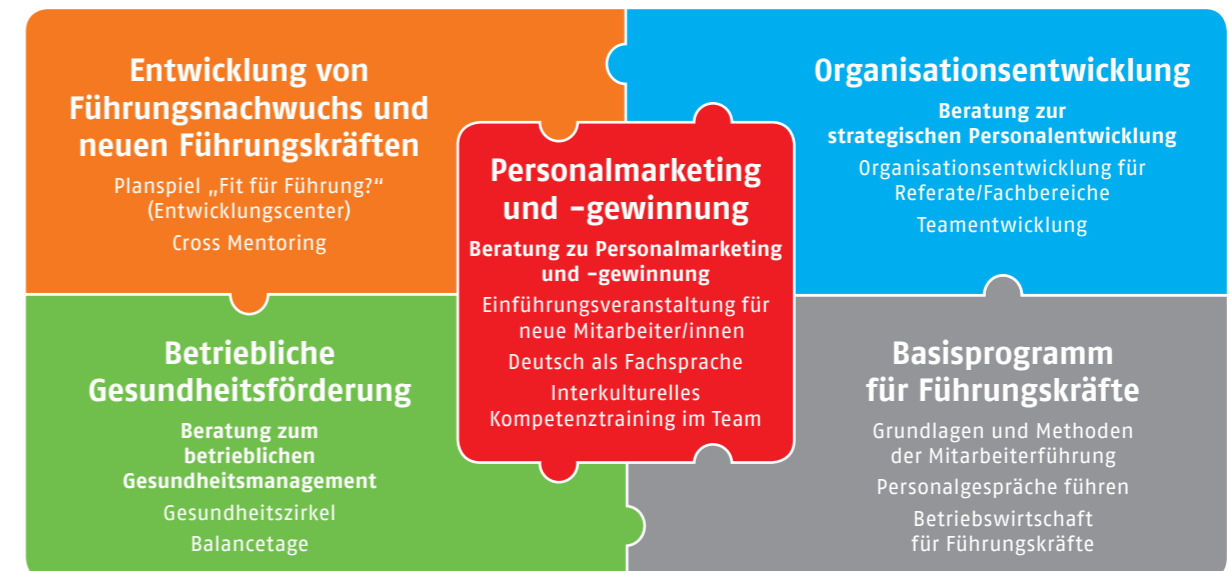 Entwicklung von
Führungsnachwuchs und
neuen Führungskräften
Planspiel „Fit für Führung?“
(Entwicklungscenter)
Cross Mentoring
Organisationsentwicklung
Beratung zur
strategischen Personalentwicklung
Organisationsentwicklung für
Referate/Fachbereiche
Teamentwicklung
Personalmarketing
und -gewinnung
Beratung zu Personalmarketing
und -gewinnung
Einführungsveranstaltung für
neue Mitarbeiter/innen
Deutsch als Fachsprache
Interkulturelles
Kompetenztraining im Team
Betriebliche
Gesundheitsförderung
Beratung zum
betrieblichen
Gesundheitsmanagement
Gesundheitszirkel
Balancetage
Basisprogramm
für Führungskräfte
Grundlagen und Methoden
der Mitarbeiterführung
Personalgespräche führen
Betriebswirtschaft
für Führungskräfte